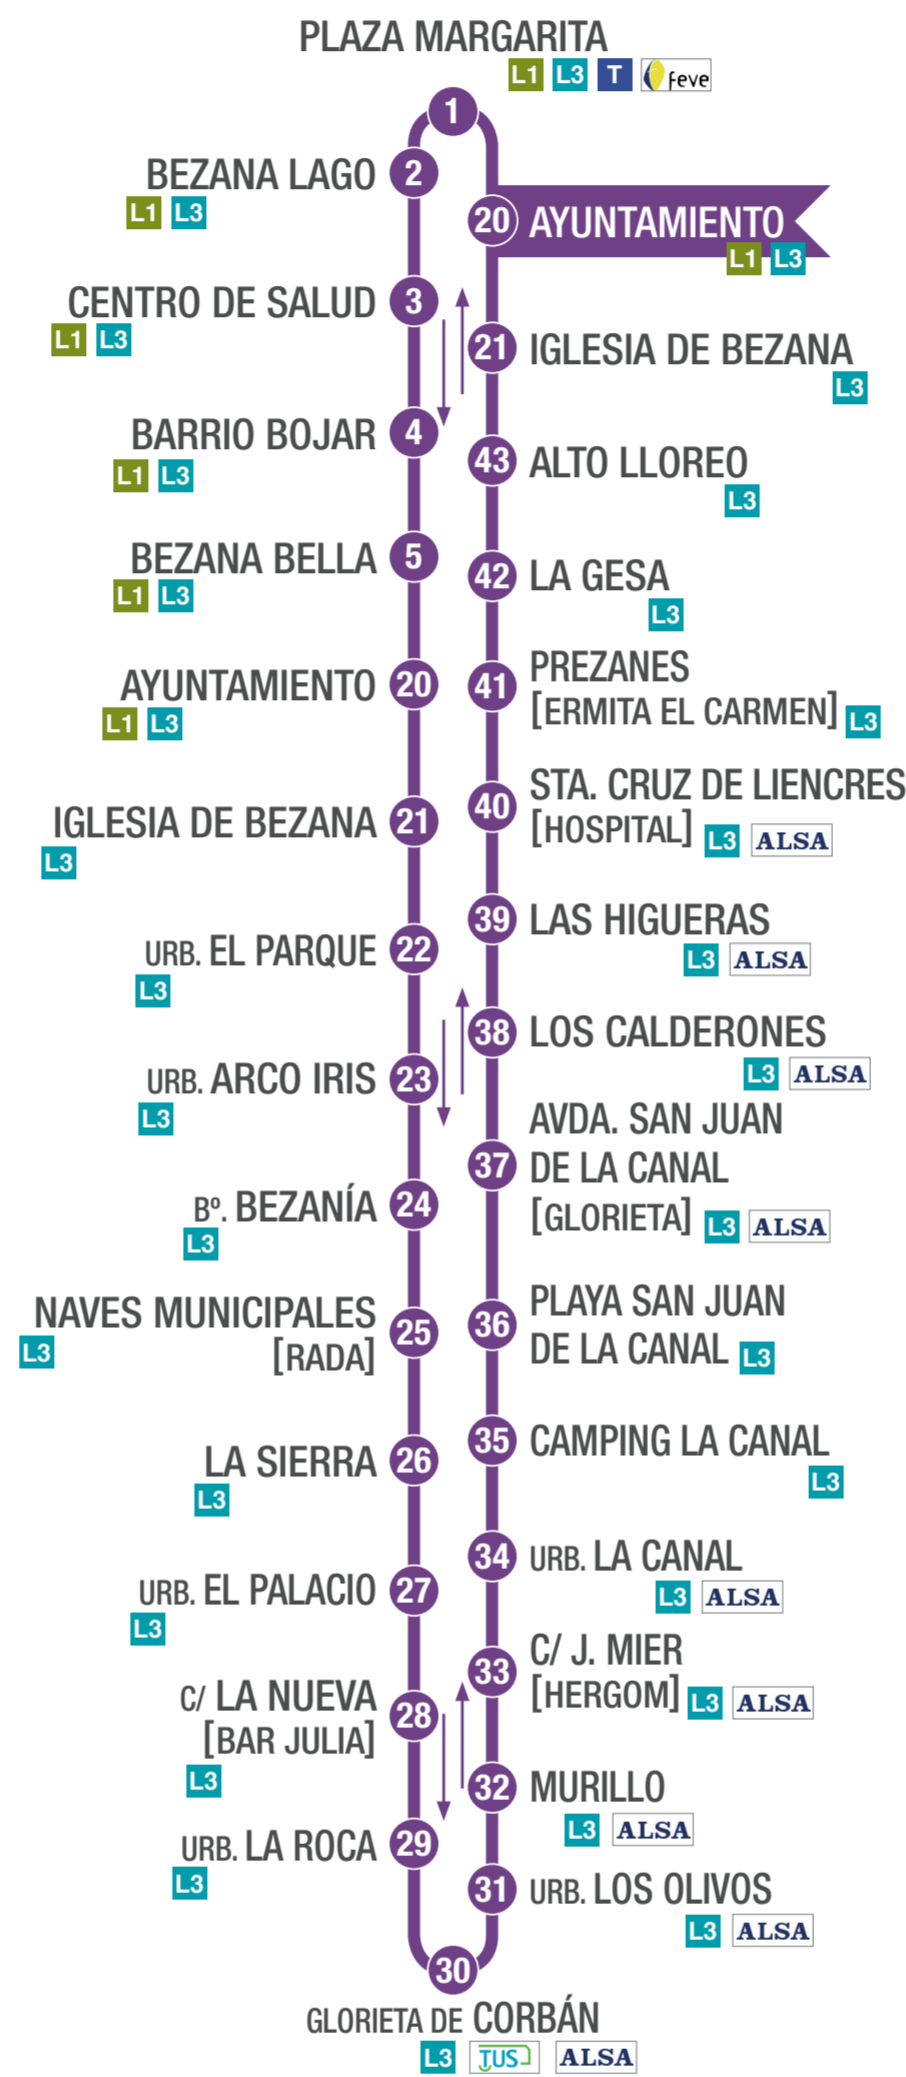 PLAZA MARGARITA
L1 L3 T feve
1
BEZANA LAGO 2
L1 L3
20 AYUNTAMIENTO
L1 L3
CENTRO DE SALUD 3
L1 L3
21 IGLESIA DE BEZANA
L3
BARRIO BOJAR 4
L1 L3
43 ALTO LLOREO
L3
BEZANA BELLA 5
L1 L3
42 LA GESA
L3
AYUNTAMIENTO 20
L1 L3
41 PREZANES
[ERMITA EL CARMEN] L3
IGLESIA DE BEZANA 21
L3
40 STA. CRUZ DE LIENCRES
[HOSPITAL] L3 ALSA
URB. EL PARQUE 22
L3
39 LAS HIGUERAS
L3 ALSA
URB. ARCO IRIS 23
L3
38 LOS CALDERONES
L3 ALSA
Bº. BEZANÍA 24
L3
AVDA. SAN JUAN
37 DE LA CANAL
[GLORIETA] L3 ALSA
NAVES MUNICIPALES 25
L3 [RADA]
36 PLAYA SAN JUAN
DE LA CANAL L3
LA SIERRA 26
L3
35 CAMPING LA CANAL
L3
URB. EL PALACIO 27
L3
34 URB. LA CANAL
L3 ALSA
C/ LA NUEVA 28
[BAR JULIA]
L3
33 C/ J. MIER
[HERGOM] L3 ALSA
URB. LA ROCA 29
L3
32 MURILLO
L3 ALSA
31 URB. LOS OLIVOS
L3 ALSA
30
GLORIETA DE CORBÁN
L3 TUS ALSA